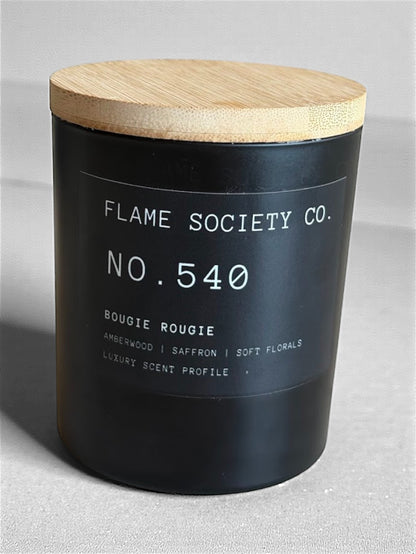 FLAME SOCIETY CO.
NO.540
BOUGIE ROUGIE
AMBERWOOD | SAFFRON | SOFT FLORALS
LUXURY SCENT PROFILE